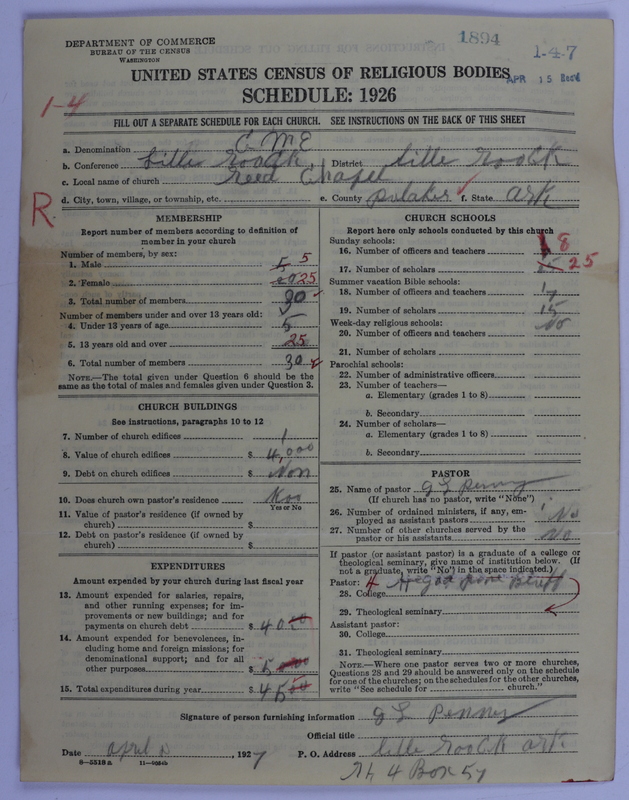 1894
1-4-7
APR 15
DEPARTMENT OF COMMERCE
BUREAU OF THE CENSUS
WASHINGTON
UNITED STATES CENSUS OF RELIGIOUS BODIES
SCHEDULE: 1926
1-4
FILL OUT A SEPARATE SCHEDULE FOR EACH CHURCH. SEE INSTRUCTIONS ON THE BACK OF THIS SHEET
a. Denomination C M E
b. Conference Little Roock District little Roock
c. Local name of church Reed Chapel
R.
d. City, town, village, or township, etc. e. County pulaker f. State Ark
MEMBERSHIP
Report number of members according to definition of
member in your church
Number of members, by sex:
1. Male 5 5
2. Female 25
3. Total number of members 30
Number of members under and over 13 years old:
4. Under 13 years of age 5
5. 13 years old and over 25
6. Total number of members 30
NOTE.—The total given under Question 6 should be the
same as the total of males and females given under Question 3.
CHURCH BUILDINGS
See instructions, paragraphs 10 to 12
7. Number of church edifices 1
8. Value of church edifices $ 4,000
9. Debt on church edifices $ Non
10. Does church own pastor's residence
Yes or No
11. Value of pastor's residence (if owned by
church) $
12. Debt on pastor's residence (if owned by
church) $
EXPENDITURES
Amount expended by your church during last fiscal year
13. Amount expended for salaries, repairs,
and other running expenses; for im-
provements or new buildings; and for
payments on church debt $ 40
14. Amount expended for benevolences, in-
cluding home and foreign missions; for
denominational support; and for all
other purposes $ 5
15. Total expenditures during year $ 45
CHURCH SCHOOLS
Report here only schools conducted by this church
Sunday schools:
16. Number of officers and teachers 8
17. Number of scholars 25
Summer vacation Bible schools:
18. Number of officers and teachers
19. Number of scholars 15
Week-day religious schools:
20. Number of officers and teachers No
21. Number of scholars
Parochial schools:
22. Number of administrative officers
23. Number of teachers—
a. Elementary (grades 1 to 8)
b. Secondary
24. Number of scholars—
a. Elementary (grades 1 to 8)
b. Secondary
PASTOR
25. Name of pastor G L Penny
(If church has no pastor, write "None")
26. Number of ordained ministers, if any, em-
ployed as assistant pastors No
27. Number of other churches served by the
pastor or his assistants No
If pastor (or assistant pastor) is a graduate of a college or
theological seminary, give name of institution below. (If
not a graduate, write "No" in the space indicated.)
Pastor:
28. College
29. Theological seminary
Assistant pastor:
30. College
31. Theological seminary
NOTE.—Where one pastor serves two or more churches,
Questions 28 and 29 should be answered only on the schedule
for one of the churches; on the schedules for the other churches,
write "See schedule for church."
Signature of person furnishing information G L Penny
Official title
Date April 1927 P. O. Address little Roock ark
8-5518a
Rt 4 Box 57